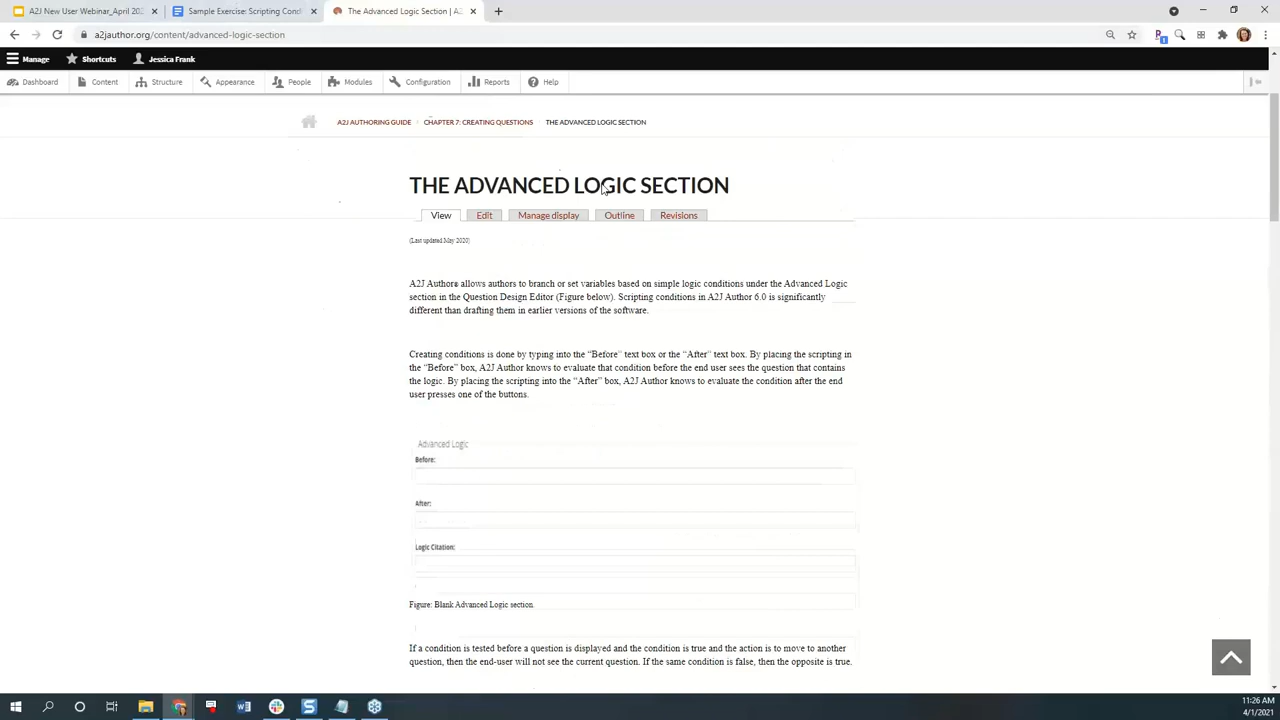 A2J New User Webinar_April 202
Sample Exercise: Scripting Cond
The Advanced Logic Section | A2
a2jauthor.org/content/advanced-logic-section
Manage
Shortcuts
Jessica Frank
Dashboard
Content
Structure
Appearance
People
Modules
Configuration
Reports
Help
A2J AUTHORING GUIDE
CHAPTER 7: CREATING QUESTIONS
THE ADVANCED LOGIC SECTION
THE ADVANCED LOGIC SECTION
View
Edit
Manage display
Outline
Revisions
(Last updated May 2020)
A2J Author® allows authors to branch or set variables based on simple logic conditions under the Advanced Logic
section in the Question Design Editor (Figure below). Scripting conditions in A2J Author 6.0 is significantly
different than drafting them in earlier versions of the software.
Creating conditions is done by typing into the “Before” text box or the “After” text box. By placing the scripting in
the “Before” box, A2J Author knows to evaluate that condition before the end user sees the question that contains
the logic. By placing the scripting into the “After” box, A2J Author knows to evaluate the condition after the end
user presses one of the buttons.
Advanced Logic
Before:
After:
Logic Citation:
Figure: Blank Advanced Logic section.
If a condition is tested before a question is displayed and the condition is true and the action is to move to another
question, then the end-user will not see the current question. If the same condition is false, then the opposite is true.
11:26 AM
4/1/2021